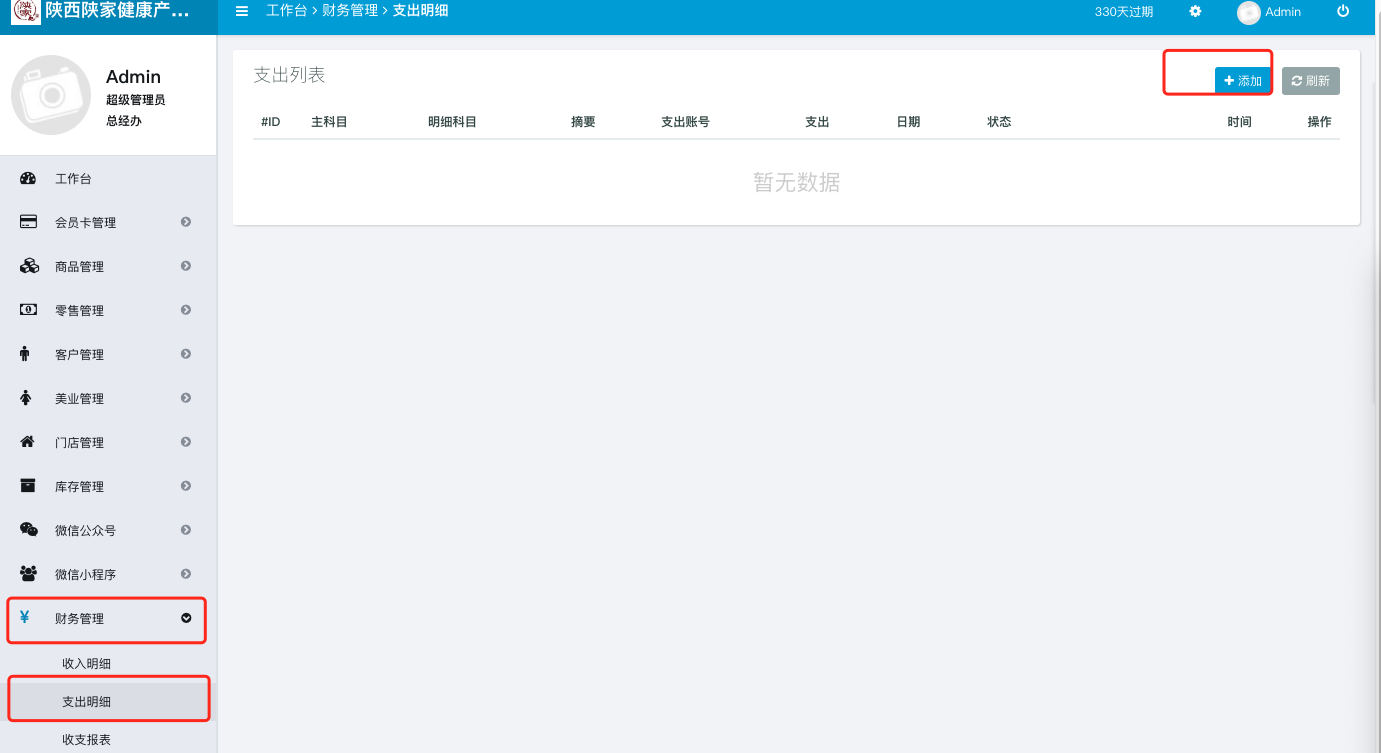 陕西陕家健康产...
工作台 > 财务管理 > 支出明细
330天过期
Admin
Admin
超级管理员
总经办
工作台
会员卡管理
商品管理
零售管理
客户管理
美业管理
门店管理
库存管理
微信公众号
微信小程序
¥ 财务管理
收入明细
支出明细
收支报表
支出列表
+ 添加
刷新
#ID 主科目 明细科目 摘要 支出账号 支出 日期 状态 时间 操作
暂无数据